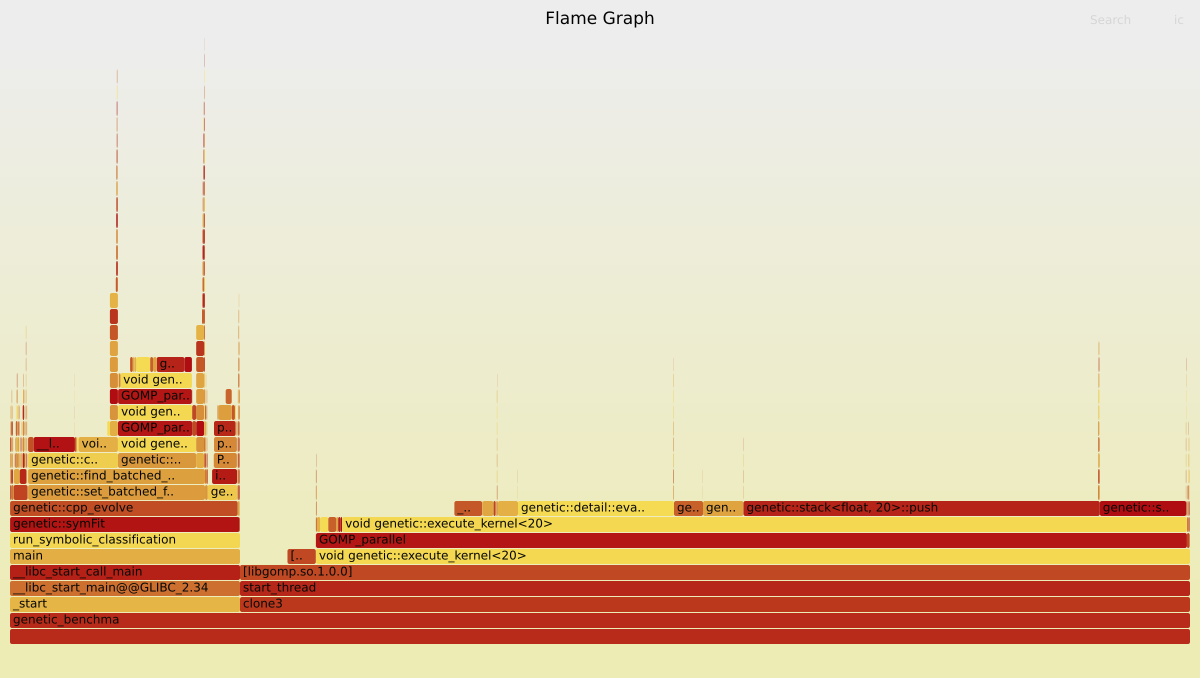 Flame Graph
Search ic
g..
void gen..
GOMP_par..
void gen..
GOMP_par.. p..
__l.. voi.. void gene.. p..
genetic::c.. genetic::.. P..
genetic::find_batched_.. i..
genetic::set_batched_f.. ge..
genetic::cpp_evolve _.. genetic::detail::eva.. ge.. gen.. genetic::stack<float, 20>::push genetic::s..
genetic::symFit void genetic::execute_kernel<20>
run_symbolic_classification GOMP_parallel
main [.. void genetic::execute_kernel<20>
__libc_start_call_main [libgomp.so.1.0.0]
__libc_start_main@@GLIBC_2.34 start_thread
_start clone3
genetic_benchma